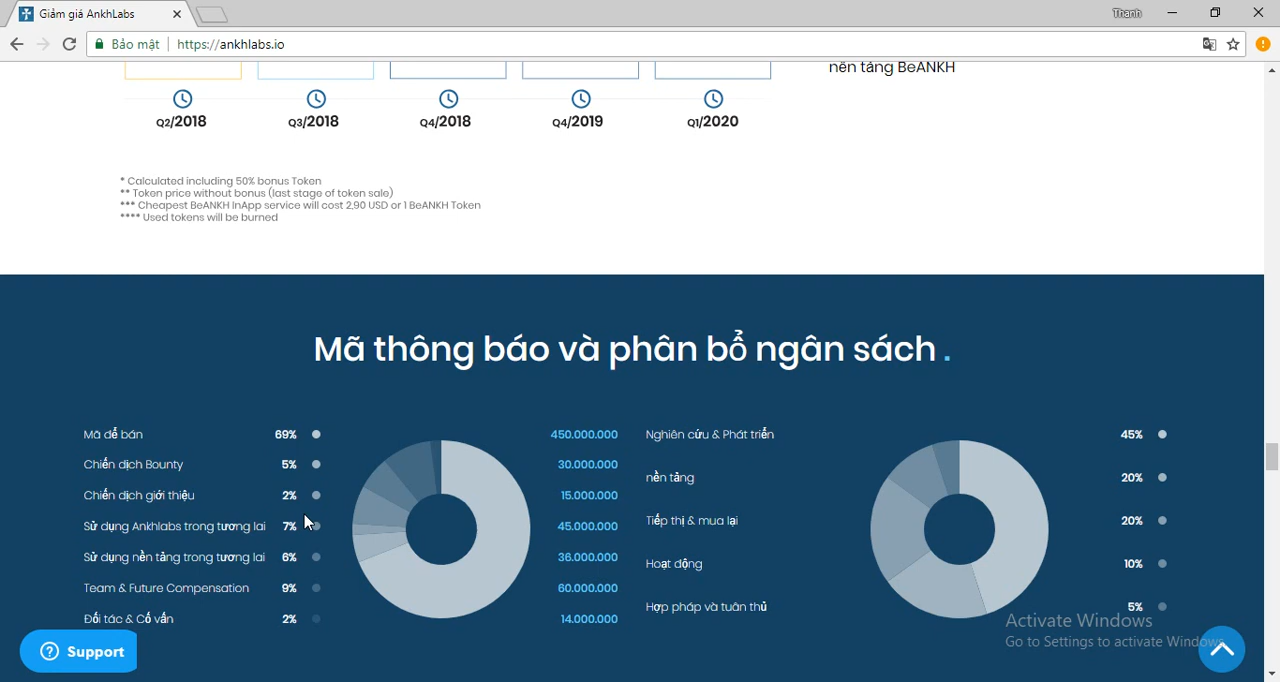 Giảm giá AnkhLabs
Thanh
Bảo mật
https://ankhlabs.io
nền tảng BeANKH
Q2/2018
Q3/2018
Q4/2018
Q4/2019
Q1/2020
* Calculated including 50% bonus Token
** Token price without bonus (last stage of token sale)
*** Cheapest BeANKH InApp service will cost 2,90 USD or 1 BeANKH Token
**** Used tokens will be burned
Mã thông báo và phân bổ ngân sách .
Mã để bán 69% 450.000.000
Chiến dịch Bounty 5% 30.000.000
Chiến dịch giới thiệu 2% 15.000.000
Sử dụng Ankhlabs trong tương lai 7% 45.000.000
Sử dụng nền tảng trong tương lai 6% 36.000.000
Team & Future Compensation 9% 60.000.000
Đối tác & Cố vấn 2% 14.000.000
Nghiên cứu & Phát triển 45%
nền tảng 20%
Tiếp thị & mua lại 20%
Hoạt động 10%
Hợp pháp và tuân thủ 5%
Activate Windows
Go to Settings to activate Windows.
Support